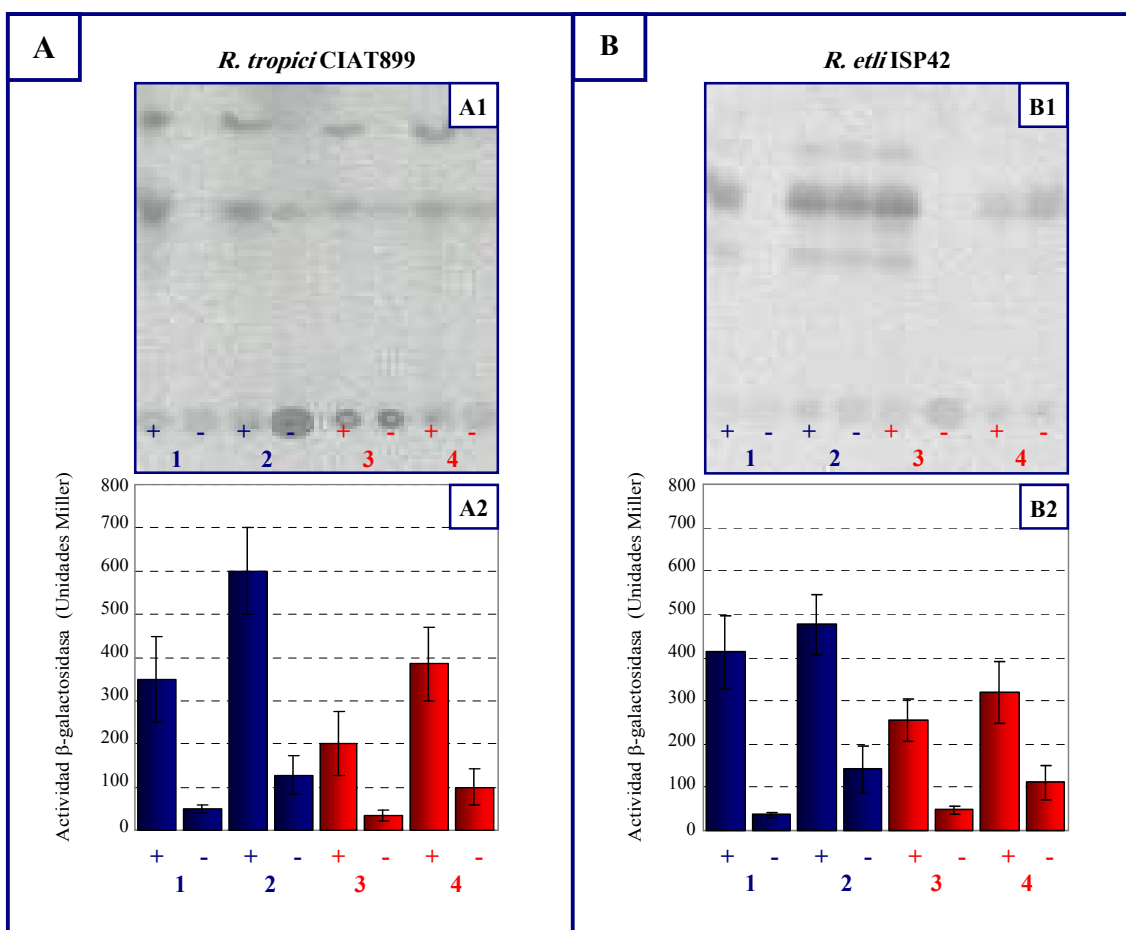 A
R. tropici CIAT899
A1
+ - + - + - + -
1 2 3 4
Actividad β-galactosidasa (Unidades Miller)
A2
800
700
600
500
400
300
200
100
0
+ - + - + - + -
1 2 3 4
B
R. etli ISP42
B1
+ - + - + - + -
1 2 3 4
Actividad β-galactosidasa (Unidades Miller)
B2
800
700
600
500
400
300
200
100
0
+ - + - + - + -
1 2 3 4